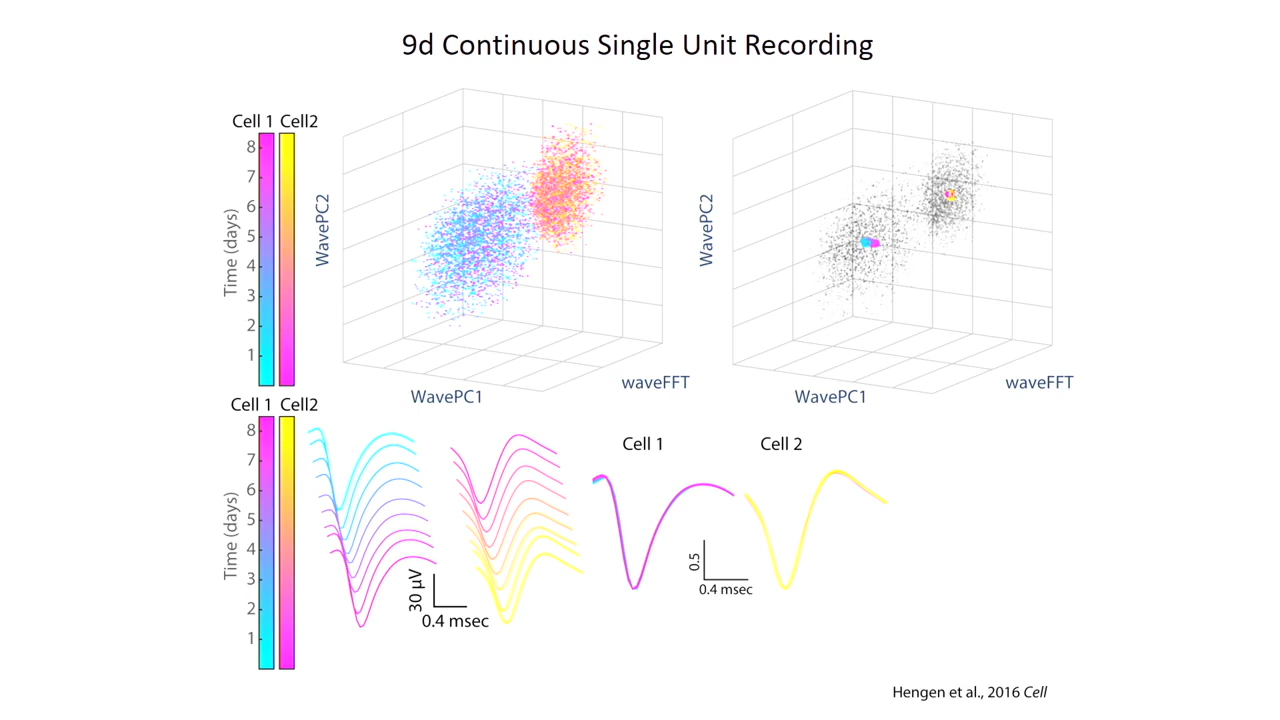 9d Continuous Single Unit Recording
Cell 1 Cell2
8
7
6
5
4
3
2
1
Time (days)
WavePC2
WavePC1
waveFFT
WavePC2
WavePC1
waveFFT
Cell 1 Cell2
8
7
6
5
4
3
2
1
Time (days)
30 µV
0.4 msec
Cell 1
Cell 2
0.5
0.4 msec
Hengen et al., 2016 Cell